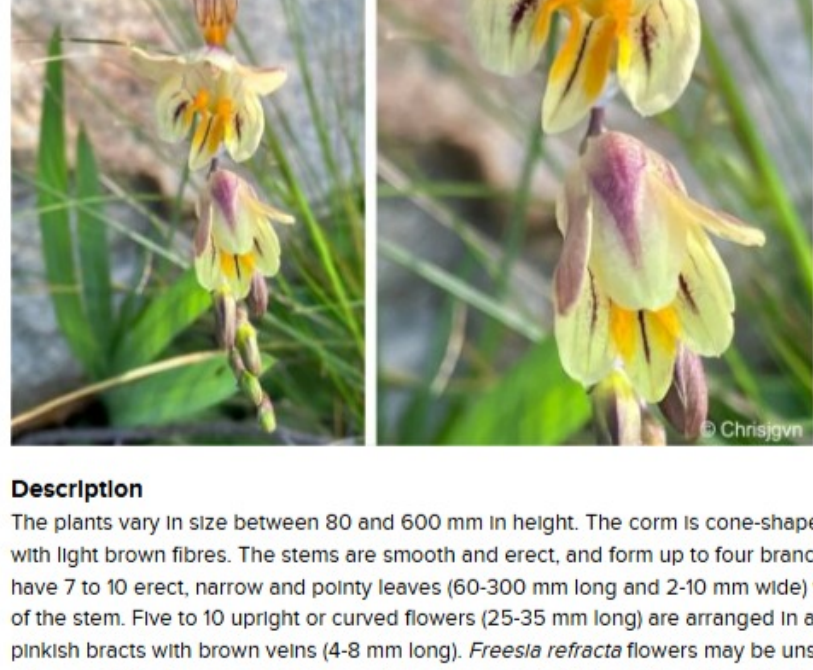 © Chrisjgvn
Description
The plants vary in size between 80 and 600 mm in height. The corm is cone-shape
with light brown fibres. The stems are smooth and erect, and form up to four branc
have 7 to 10 erect, narrow and pointy leaves (60-300 mm long and 2-10 mm wide)
of the stem. Five to 10 upright or curved flowers (25-35 mm long) are arranged in a
pinkish bracts with brown veins (4-8 mm long). Freesia refracta flowers may be uns